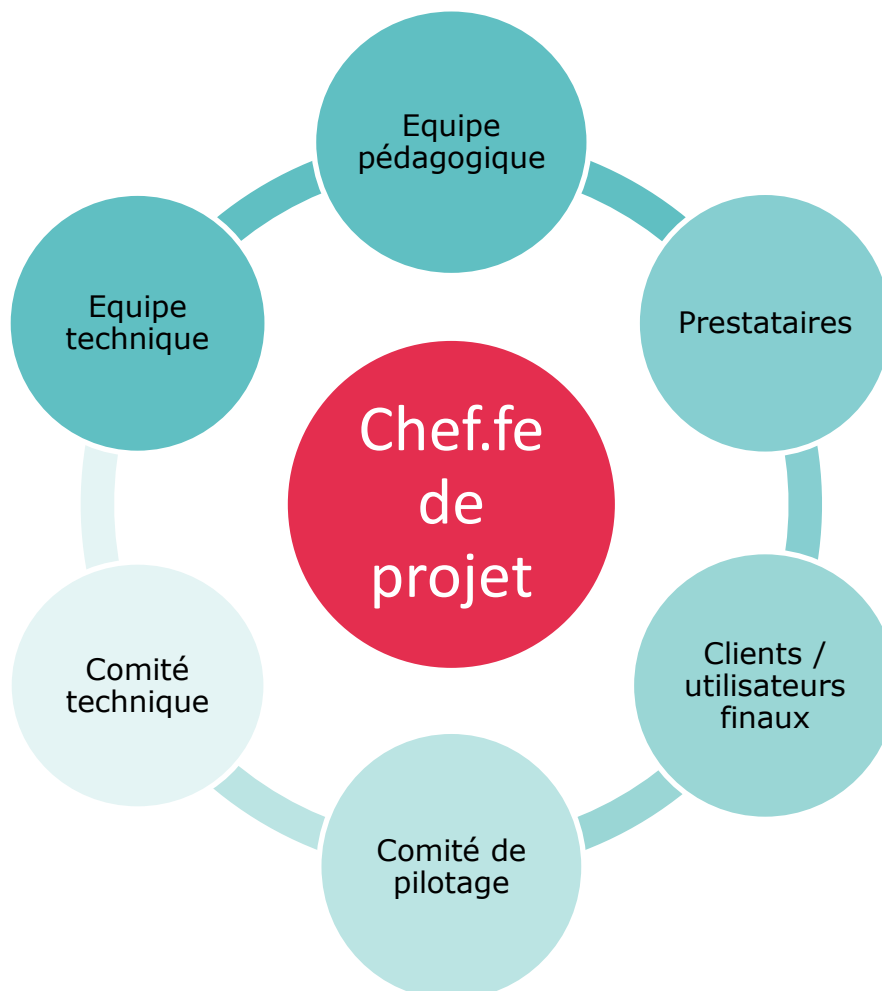 Equipe
pédagogique
Equipe
technique
Prestataires
Chef.fe
de
projet
Comité
technique
Clients /
utilisateurs
finaux
Comité de
pilotage